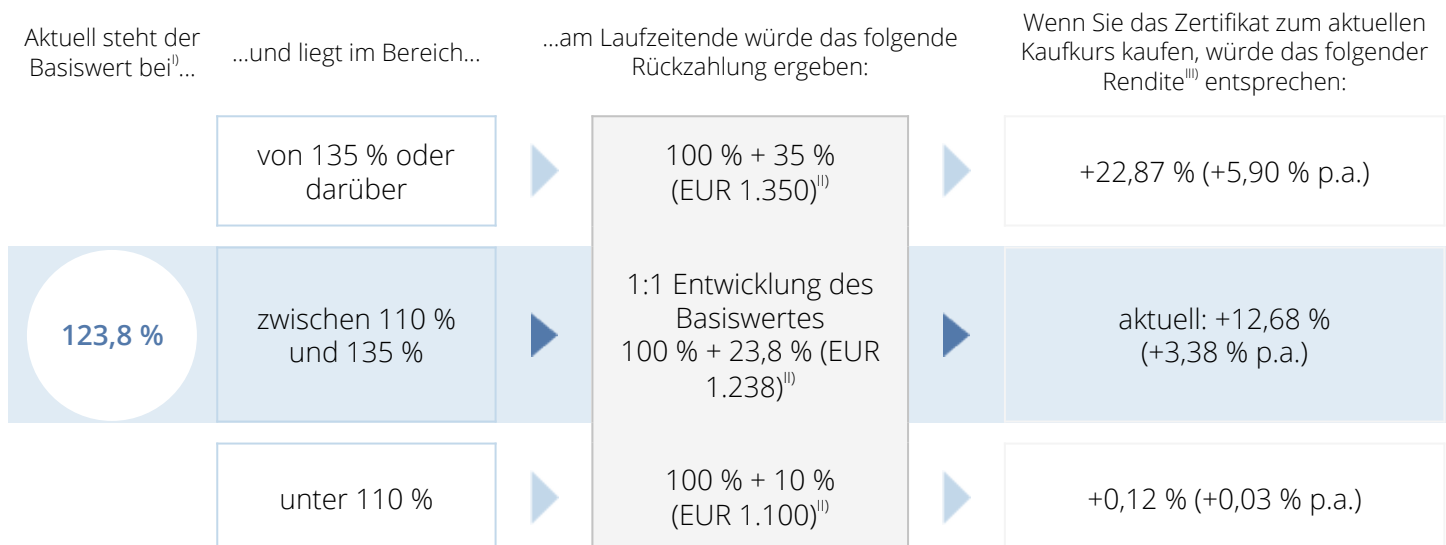 Aktuell steht der
Basiswert bei^I)...
...und liegt im Bereich...
...am Laufzeitende würde das folgende
Rückzahlung ergeben:
Wenn Sie das Zertifikat zum aktuellen
Kaufkurs kaufen, würde das folgender
Rendite^III) entsprechen:
von 135 % oder
darüber
100 % + 35 %
(EUR 1.350)^II)
+22,87 % (+5,90 % p.a.)
123,8 %
zwischen 110 %
und 135 %
1:1 Entwicklung des
Basiswertes
100 % + 23,8 % (EUR
1.238)^II)
aktuell: +12,68 %
(+3,38 % p.a.)
unter 110 %
100 % + 10 %
(EUR 1.100)^II)
+0,12 % (+0,03 % p.a.)